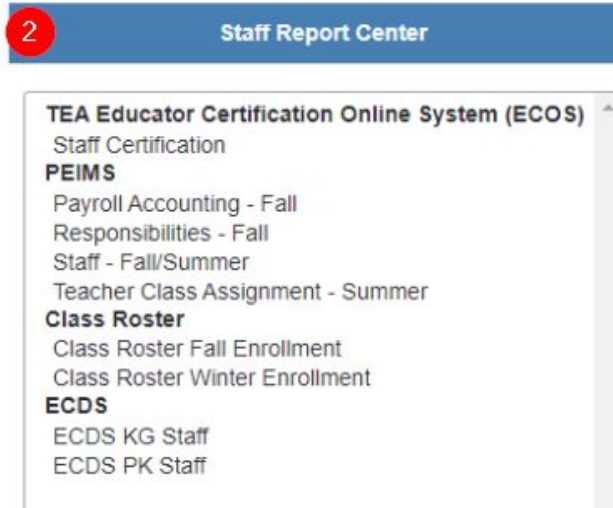 2
Staff Report Center
TEA Educator Certification Online System (ECOS)
Staff Certification
PEIMS
Payroll Accounting - Fall
Responsibilities - Fall
Staff - Fall/Summer
Teacher Class Assignment - Summer
Class Roster
Class Roster Fall Enrollment
Class Roster Winter Enrollment
ECDS
ECDS KG Staff
ECDS PK Staff